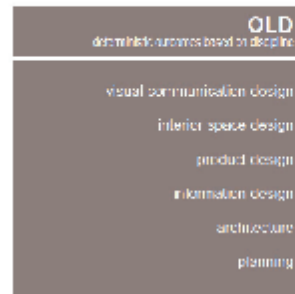 OLD
deterministic outcomes based on discipline
visual communication design
interior space design
product design
information design
architecture
planning